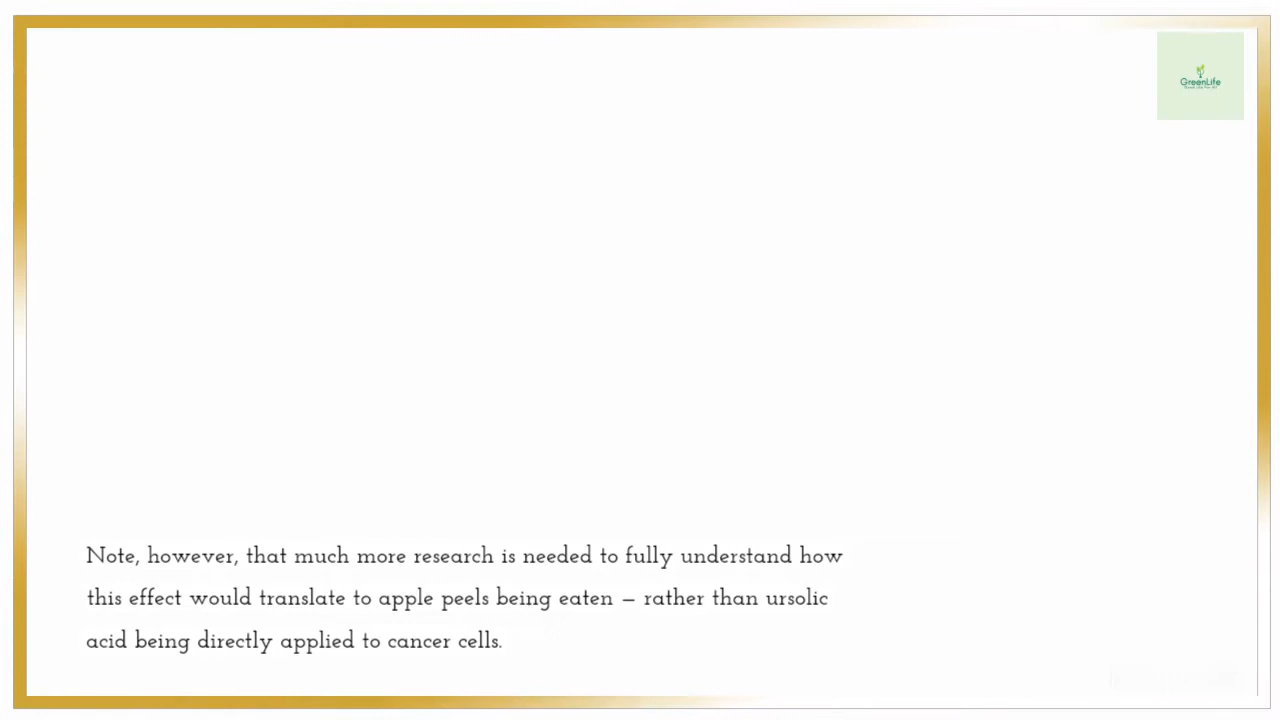 GreenLife
Note, however, that much more research is needed to fully understand how
this effect would translate to apple peels being eaten – rather than ursolic
acid being directly applied to cancer cells.